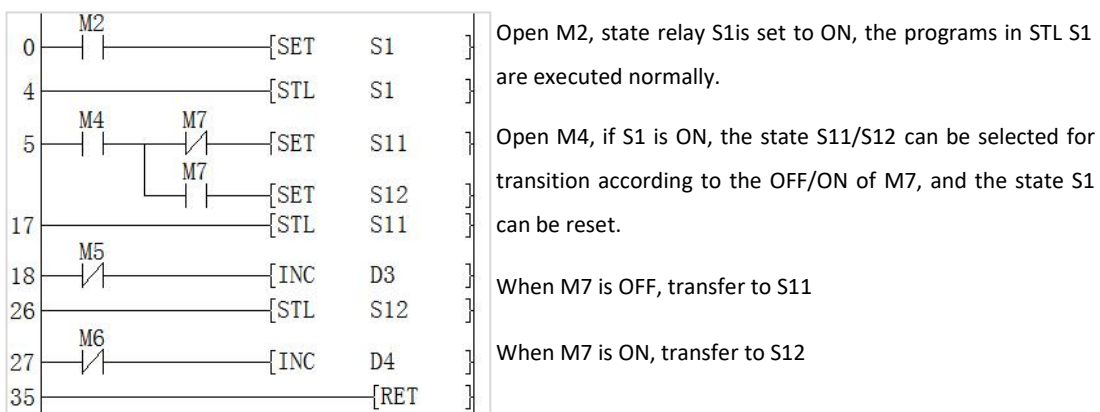 M2
0 [SET S1 ]
4 [STL S1 ]
M4 M7
5 [SET S11 ]
M7
[SET S12 ]
17 [STL S11 ]
M5
18 [INC D3 ]
26 [STL S12 ]
M6
27 [INC D4 ]
35 [RET ]
Open M2, state relay S1is set to ON, the programs in STL S1
are executed normally.
Open M4, if S1 is ON, the state S11/S12 can be selected for
transition according to the OFF/ON of M7, and the state S1
can be reset.
When M7 is OFF, transfer to S11
When M7 is ON, transfer to S12